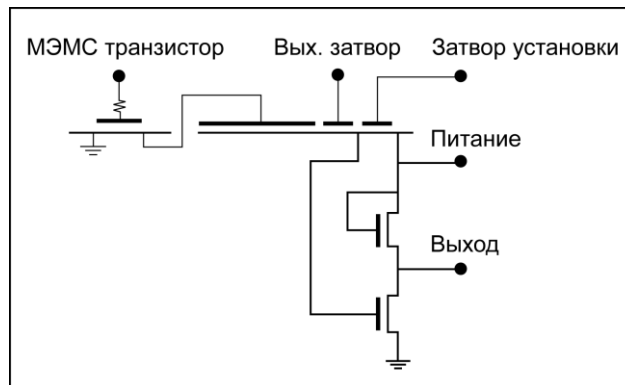 МЭМС транзистор
Вых. затвор
Затвор установки
Питание
Выход